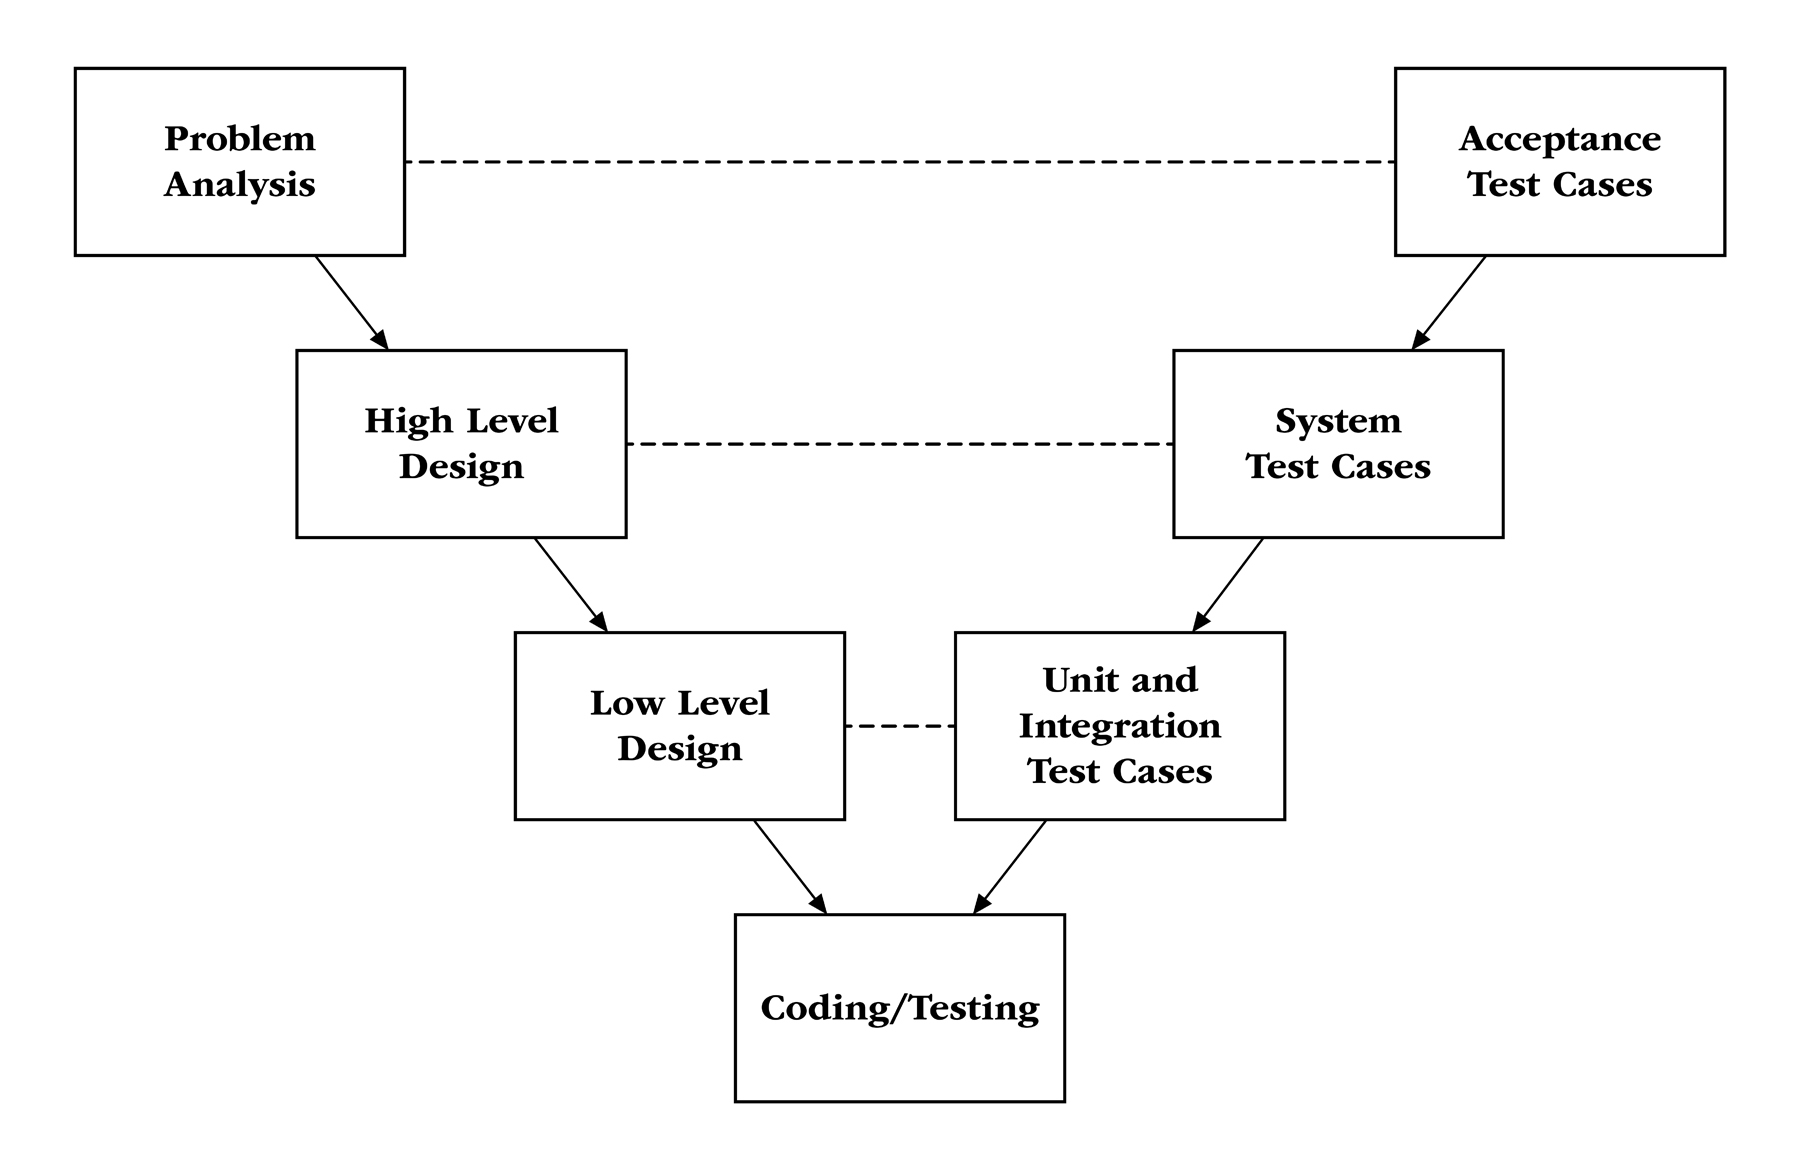 Problem
Analysis
Acceptance
Test Cases
High Level
Design
System
Test Cases
Low Level
Design
Unit and
Integration
Test Cases
Coding/Testing